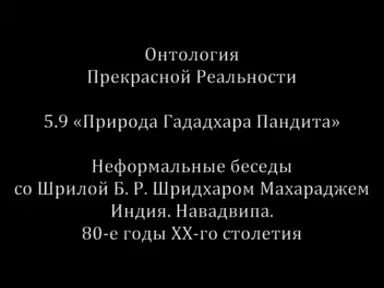 Онтология
Прекрасной Реальности
5.9 «Природа Гададхара Пандита»
Неформальные беседы
со Шрилой Б. Р. Шридхаром Махараджем
Индия. Навадвипа.
80-е годы XX-го столетия